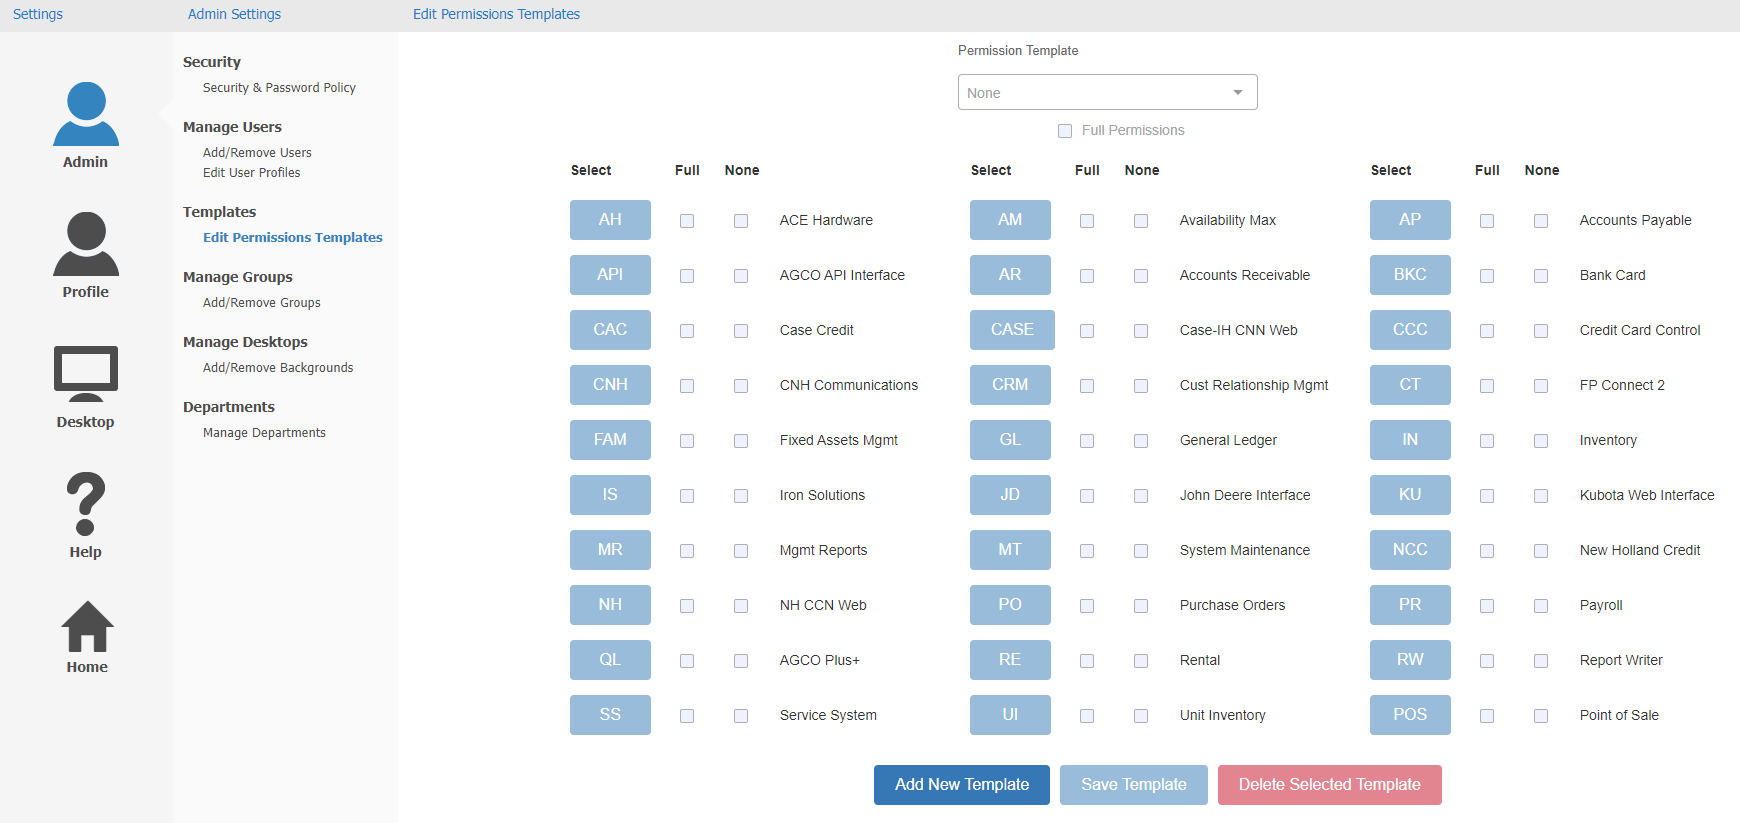 Settings
Admin Settings
Edit Permissions Templates
Admin
Profile
Desktop
Help
Home
Security
Security & Password Policy
Manage Users
Add/Remove Users
Edit User Profiles
Templates
Edit Permissions Templates
Manage Groups
Add/Remove Groups
Manage Desktops
Add/Remove Backgrounds
Departments
Manage Departments
Permission Template
None
Full Permissions
Select Full None Select Full None Select Full None
AH ACE Hardware AM Availability Max AP Accounts Payable
API AGCO API Interface AR Accounts Receivable BKC Bank Card
CAC Case Credit CASE Case-IH CNN Web CCC Credit Card Control
CNH CNH Communications CRM Cust Relationship Mgmt CT FP Connect 2
FAM Fixed Assets Mgmt GL General Ledger IN Inventory
IS Iron Solutions JD John Deere Interface KU Kubota Web Interface
MR Mgmt Reports MT System Maintenance NCC New Holland Credit
NH NH CCN Web PO Purchase Orders PR Payroll
QL AGCO Plus+ RE Rental RW Report Writer
SS Service System UI Unit Inventory POS Point of Sale
Add New Template Save Template Delete Selected Template